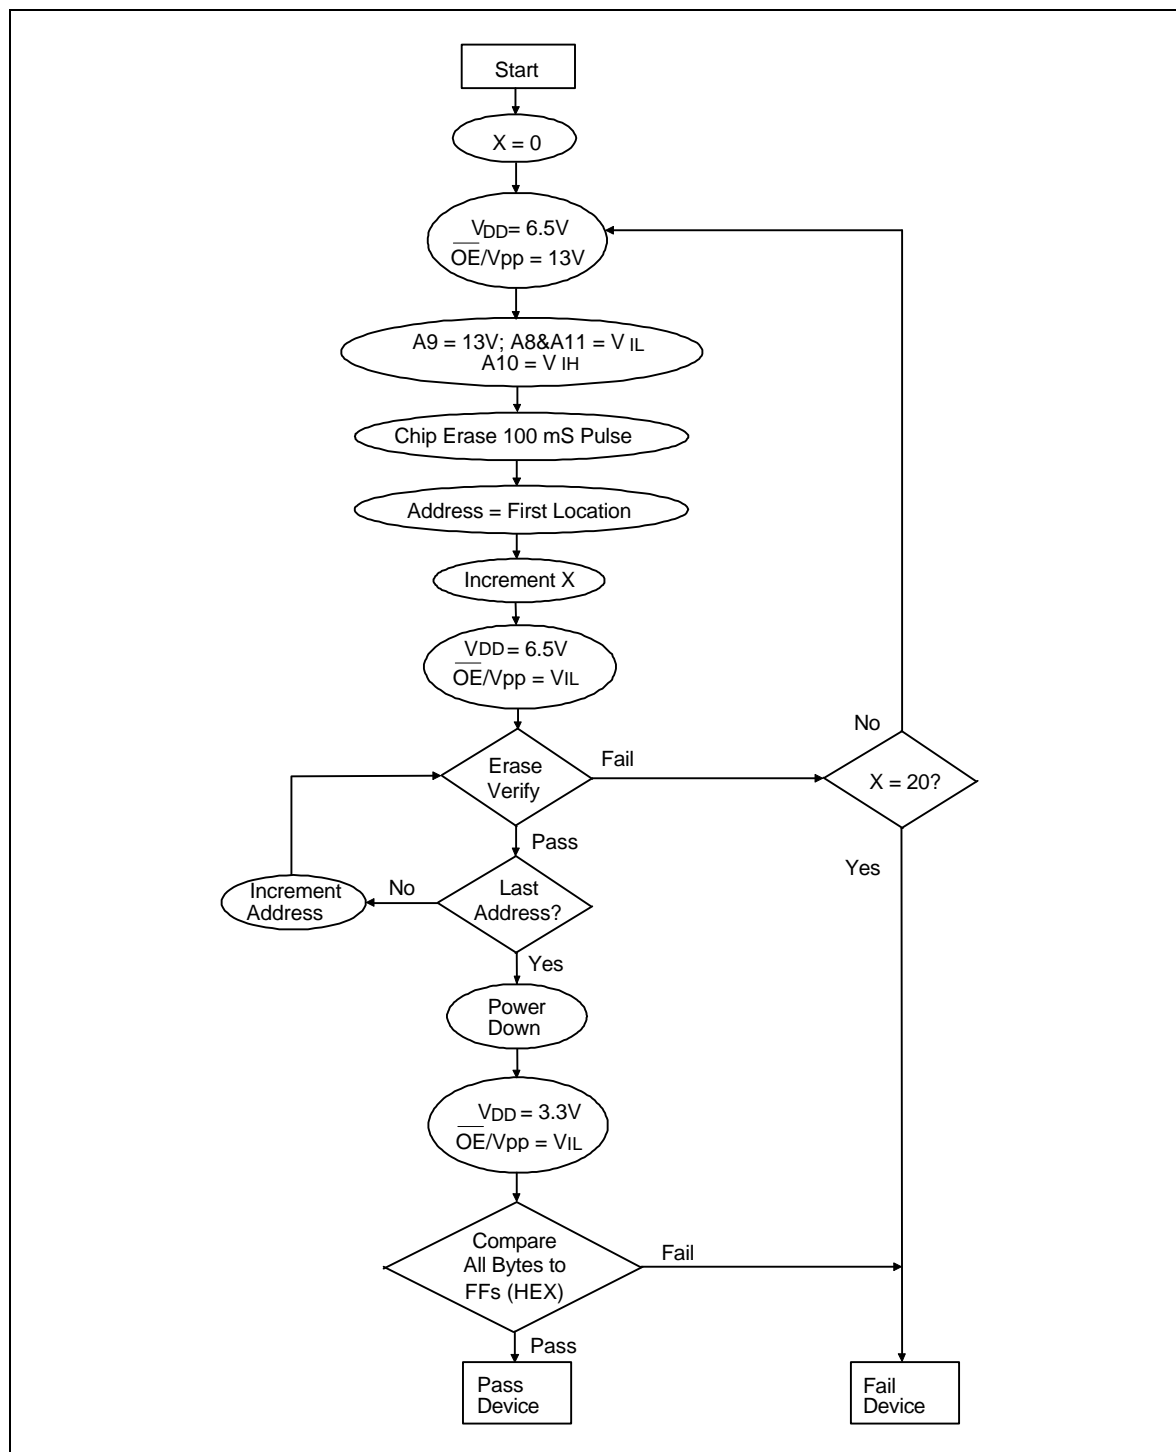 Start
X = 0
VDD= 6.5V
OE/Vpp = 13V
A9 = 13V; A8&A11 = V IL
A10 = V IH
Chip Erase 100 mS Pulse
Address = First Location
Increment X
VDD = 6.5V
OE/Vpp = VIL
Erase
Verify
Fail
No
X = 20?
Yes
Pass
Last
Address?
No
Increment
Address
Yes
Power
Down
VDD = 3.3V
OE/Vpp = VIL
Compare
All Bytes to
FFs (HEX)
Fail
Pass
Pass
Device
Fail
Device